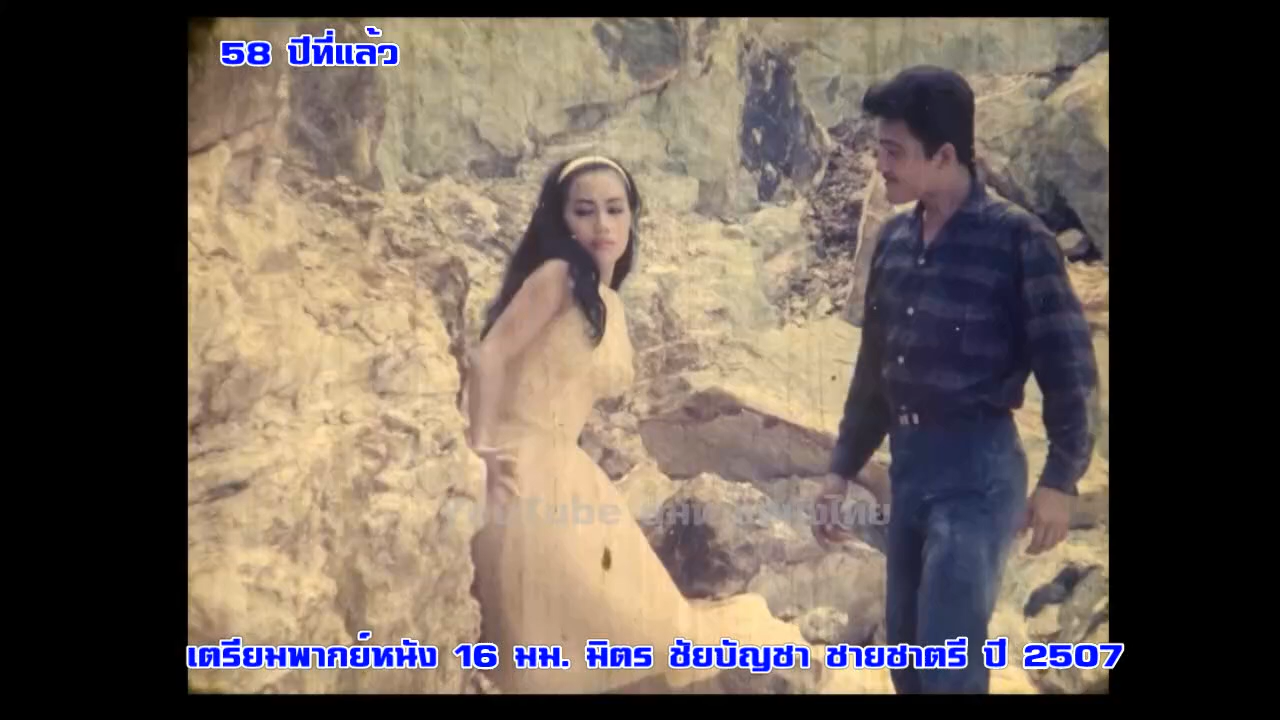 58 ปีที่แล้ว
YouTube
เตรียมพากย์หนัง 16 มม. มิตร ชัยบัญชา ชายชาตรี ปี 2507